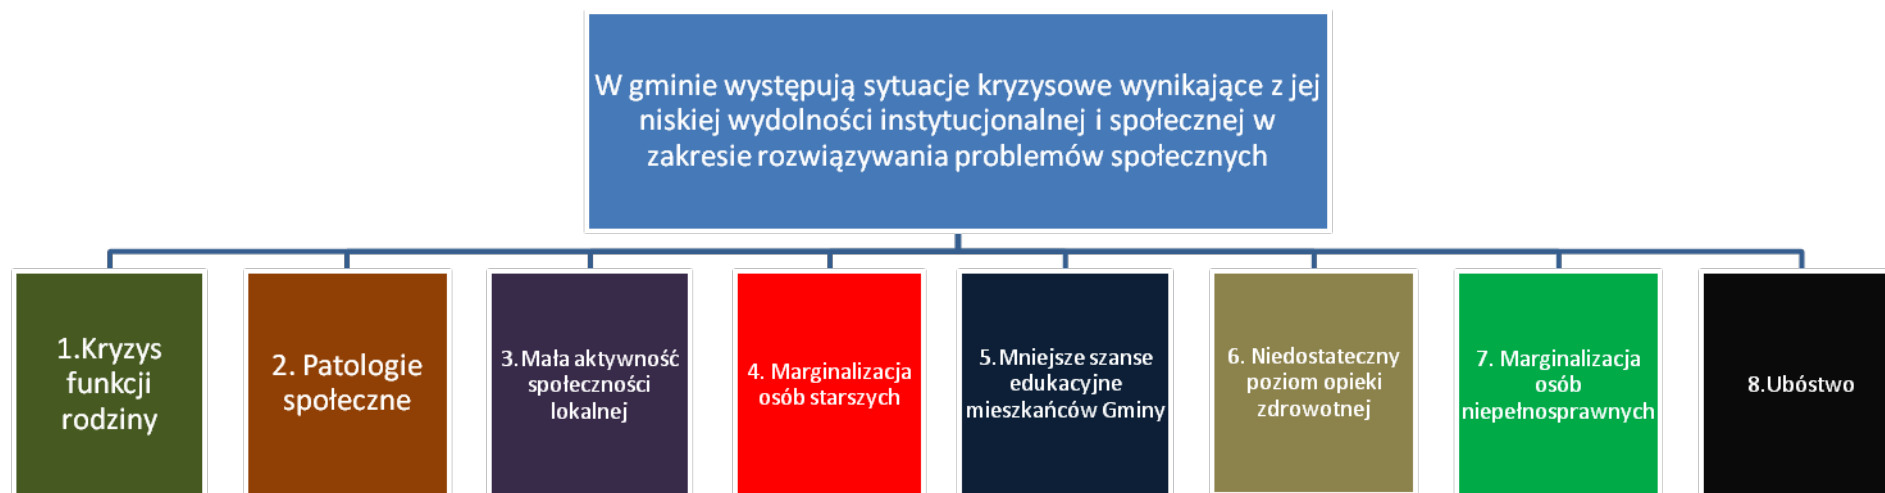 W gminie występują sytuacje kryzysowe wynikające z jej
niskiej wydolności instytucjonalnej i społecznej w
zakresie rozwiązywania problemów społecznych
1.Kryzys
funkcji
rodziny
2. Patologie
społeczne
3.Mała aktywność
społeczności
lokalnej
4. Marginalizacja
osób starszych
5.Mniejsze szanse
edukacyjne
mieszkańców Gminy
6. Niedostateczny
poziom opieki
zdrowotnej
7. Marginalizacja
osób
niepełnosprawnych
8.Ubóstwo